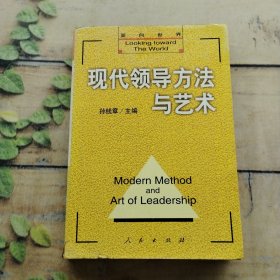 面向世界
Looking toward
The World
现代领导方法
与艺术
孙钱章/主编
Modern Method
and
Art of Leadership
人民出版社